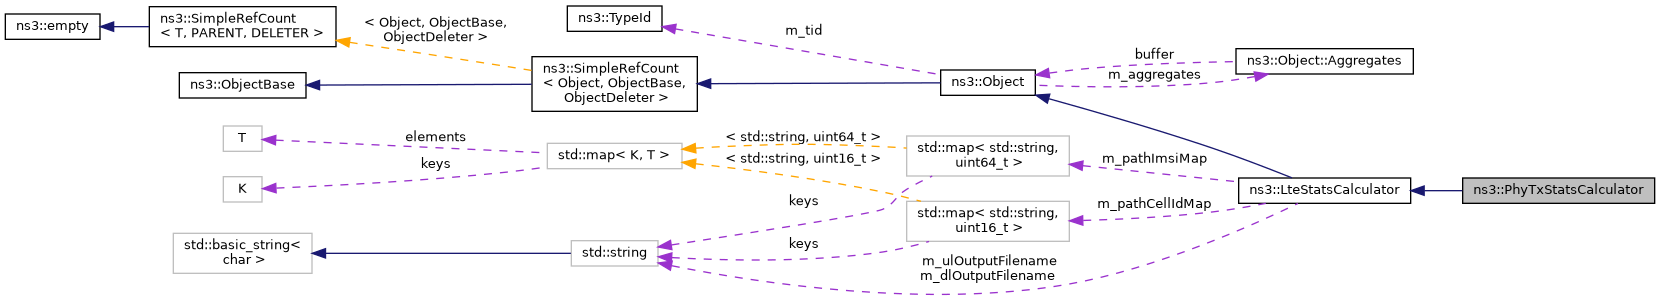 ns3::empty
ns3::SimpleRefCount
< T, PARENT, DELETER >
< Object, ObjectBase,
ObjectDeleter >
ns3::TypeId
m_tid
ns3::ObjectBase
ns3::SimpleRefCount
< Object, ObjectBase,
ObjectDeleter >
ns3::Object
buffer
m_aggregates
ns3::Object::Aggregates
T
elements
K
keys
std::map< K, T >
< std::string, uint64_t >
< std::string, uint16_t >
std::map< std::string,
uint64_t >
m_pathImsiMap
ns3::LteStatsCalculator
ns3::PhyTxStatsCalculator
keys
std::map< std::string,
uint16_t >
m_pathCellIdMap
std::basic_string<
char >
std::string
keys
m_ulOutputFilename
m_dlOutputFilename